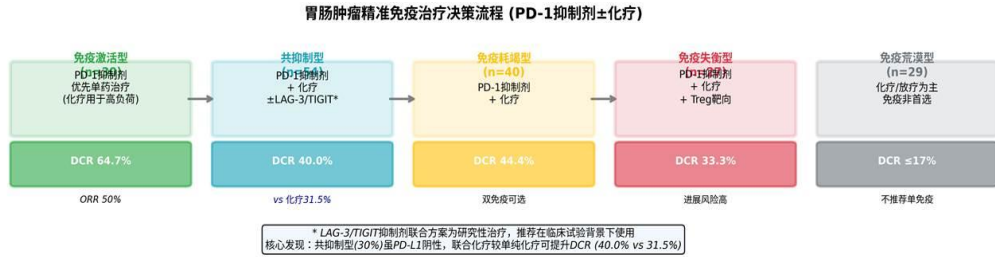 胃肠肿瘤精准免疫治疗决策流程 (PD-1抑制剂±化疗)
免疫激活型
PD-1抑制剂
优先单药治疗
(化疗用于高负荷)
DCR 64.7%
ORR 50%
共抑制型
PD-1抑制剂
+ 化疗
±LAG-3/TIGIT*
DCR 40.0%
vs 化疗31.5%
免疫耗竭型
(n=40)
PD-1抑制剂
+ 化疗
DCR 44.4%
双免疫可选
免疫失衡型
PD-1抑制剂
+ 化疗
+ Treg靶向
DCR 33.3%
进展风险高
免疫荒漠型
(n=29)
化疗/放疗为主
免疫非首选
DCR ≤17%
不推荐单免疫
* LAG-3/TIGIT抑制剂联合方案为研究性治疗，推荐在临床试验背景下使用
核心发现：共抑制型(30%)虽PD-L1阴性，联合化疗较单纯化疗可提升DCR (40.0% vs 31.5%)